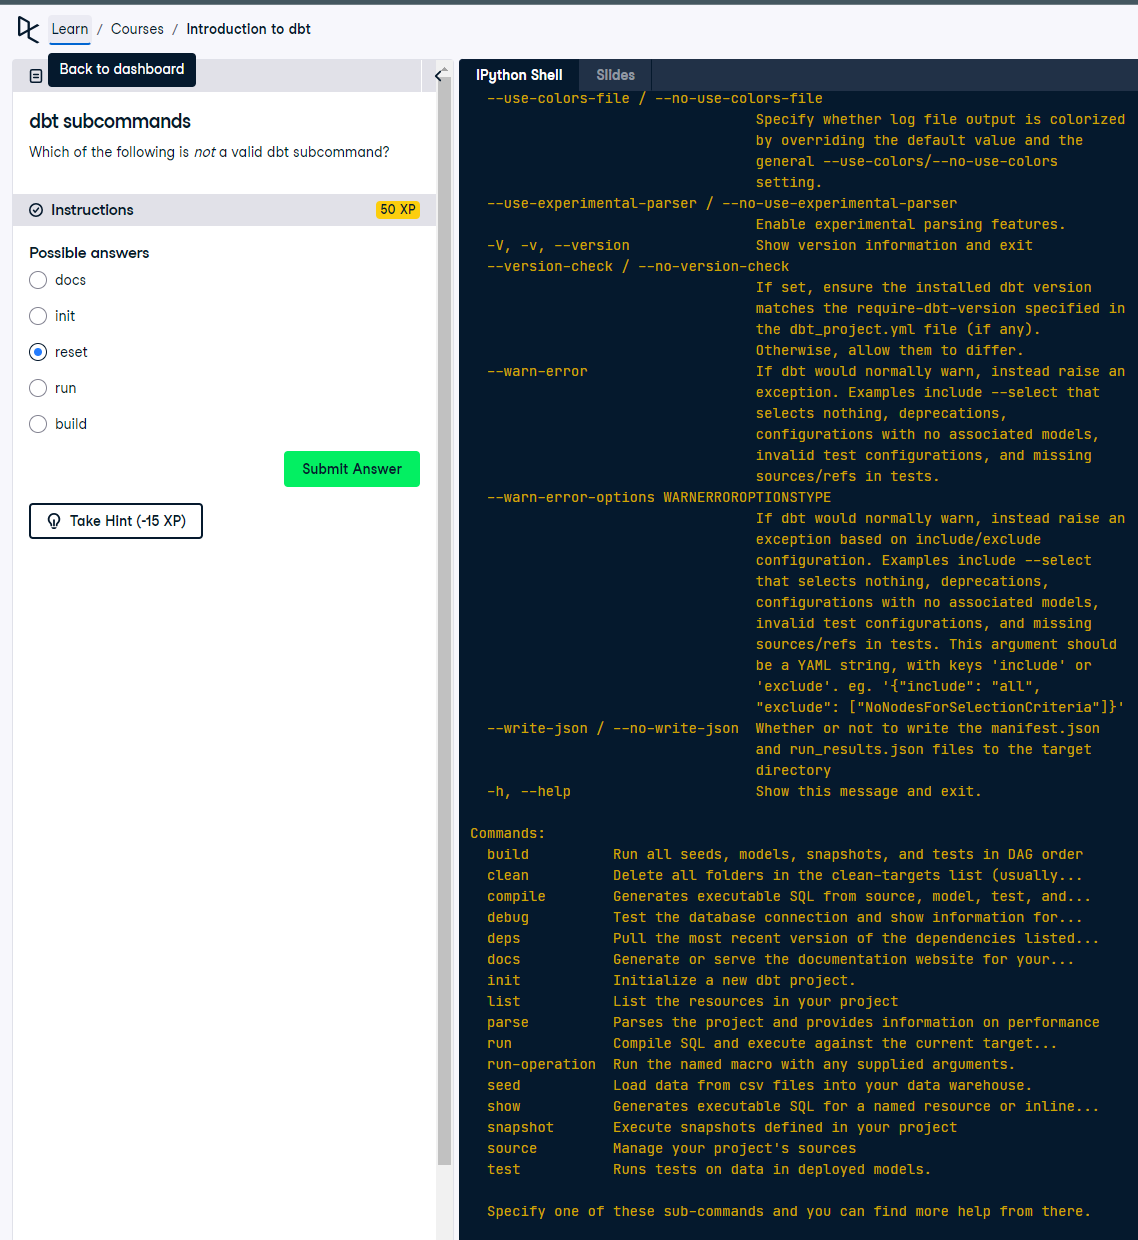 Learn / Courses / Introduction to dbt
Back to dashboard
dbt subcommands
Which of the following is not a valid dbt subcommand?
Instructions
50 XP
Possible answers
docs
init
reset
run
build
Submit Answer
Take Hint (-15 XP)
IPython Shell
Slides
--use-colors-file / --no-use-colors-file
Specify whether log file output is colorized
by overriding the default value and the
general --use-colors/--no-use-colors
setting.
--use-experimental-parser / --no-use-experimental-parser
Enable experimental parsing features.
-V, -v, --version Show version information and exit
--version-check / --no-version-check
If set, ensure the installed dbt version
matches the require-dbt-version specified in
the dbt_project.yml file (if any).
Otherwise, allow them to differ.
--warn-error If dbt would normally warn, instead raise an
exception. Examples include --select that
selects nothing, deprecations,
configurations with no associated models,
invalid test configurations, and missing
sources/refs in tests.
--warn-error-options WARNERROROPTIONSTYPE
If dbt would normally warn, instead raise an
exception based on include/exclude
configuration. Examples include --select
that selects nothing, deprecations,
configurations with no associated models,
invalid test configurations, and missing
sources/refs in tests. This argument should
be a YAML string, with keys 'include' or
'exclude'. eg. '{"include": "all",
"exclude": ["NoNodesForSelectionCriteria"]}'
--write-json / --no-write-json Whether or not to write the manifest.json
and run_results.json files to the target
directory
-h, --help Show this message and exit.
Commands:
build Run all seeds, models, snapshots, and tests in DAG order
clean Delete all folders in the clean-targets list (usually...
compile Generates executable SQL from source, model, test, and...
debug Test the database connection and show information for...
deps Pull the most recent version of the dependencies listed...
docs Generate or serve the documentation website for your...
init Initialize a new dbt project.
list List the resources in your project
parse Parses the project and provides information on performance
run Compile SQL and execute against the current target...
run-operation Run the named macro with any supplied arguments.
seed Load data from csv files into your data warehouse.
show Generates executable SQL for a named resource or inline...
snapshot Execute snapshots defined in your project
source Manage your project's sources
test Runs tests on data in deployed models.
Specify one of these sub-commands and you can find more help from there.